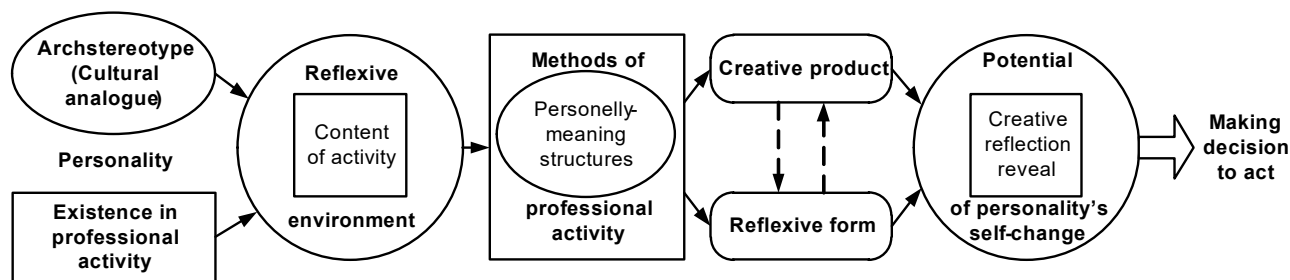 Archstereotype
(Cultural
analogue)
Personality
Existence in
professional
activity
Reflexive
Content
of activity
environment
Methods of
Personelly-
meaning
structures
professional
activity
Creative product
Reflexive form
Potential
Creative
reflection
reveal
of personality's
self-change
Making
decision
to act